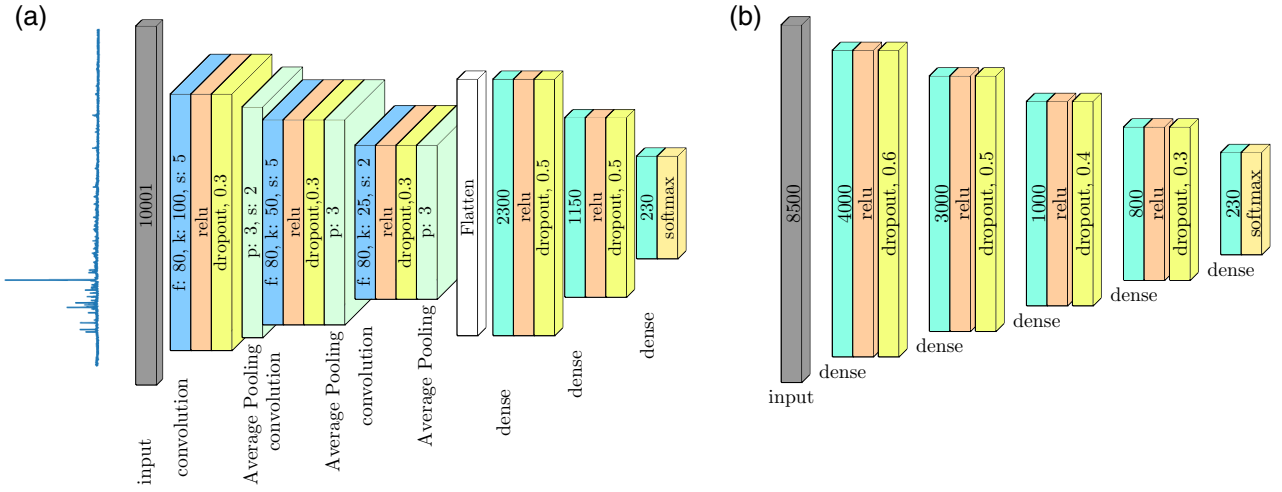 (a)
10001
f: 80, k: 100, s: 5
relu
dropout, 0.3
p: 3, s: 2
f: 80, k: 50, s: 5
relu
dropout,0.3
p: 3
f: 80, k: 25, s: 2
relu
dropout,0.3
p: 3
Flatten
2300
relu
dropout, 0.5
1150
relu
dropout, 0.5
230
softmax
input
convolution
Average Pooling
convolution
Average Pooling
convolution
Average Pooling
dense
dense
dense
(b)
8500
4000
relu
dropout, 0.6
3000
relu
dropout, 0.5
1000
relu
dropout, 0.4
800
relu
dropout, 0.3
230
softmax
input
dense
dense
dense
dense
dense